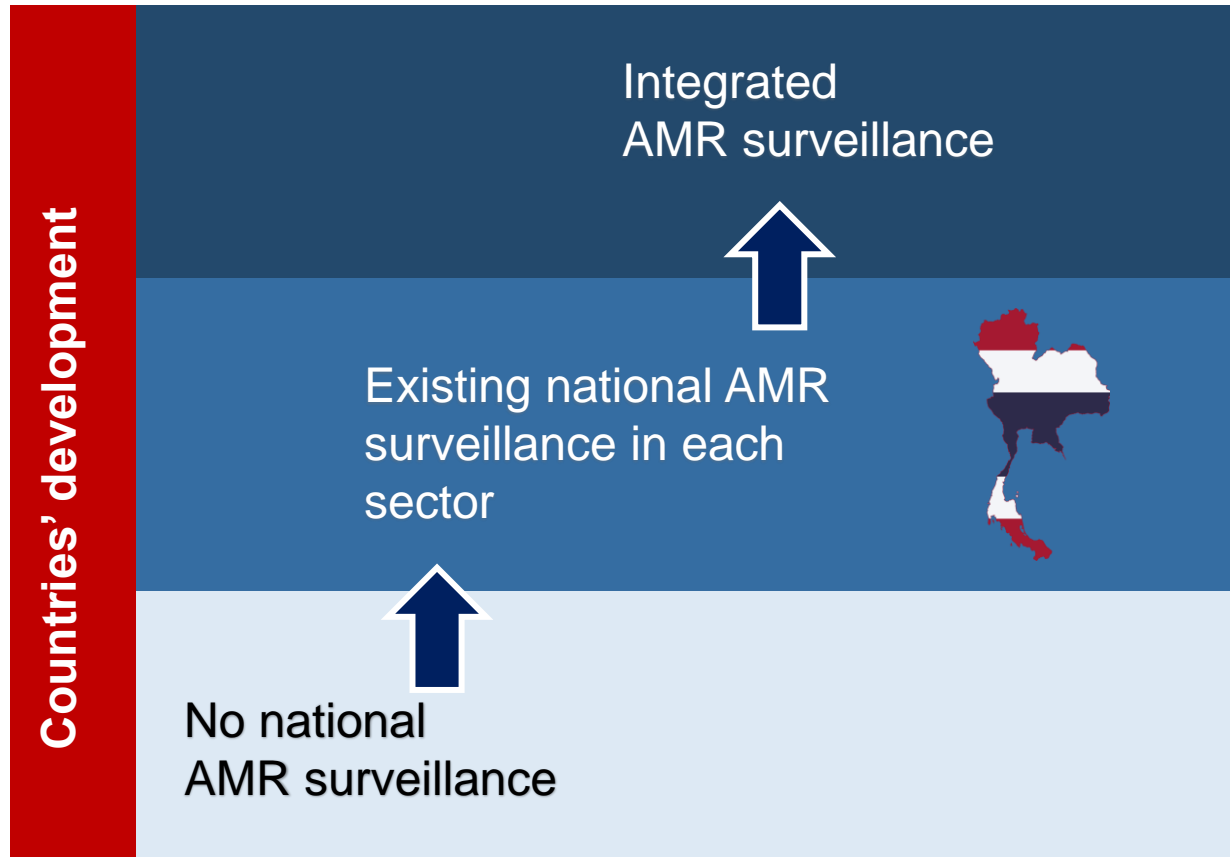 Countries’ development
Integrated
AMR surveillance
Existing national AMR
surveillance in each
sector
No national
AMR surveillance